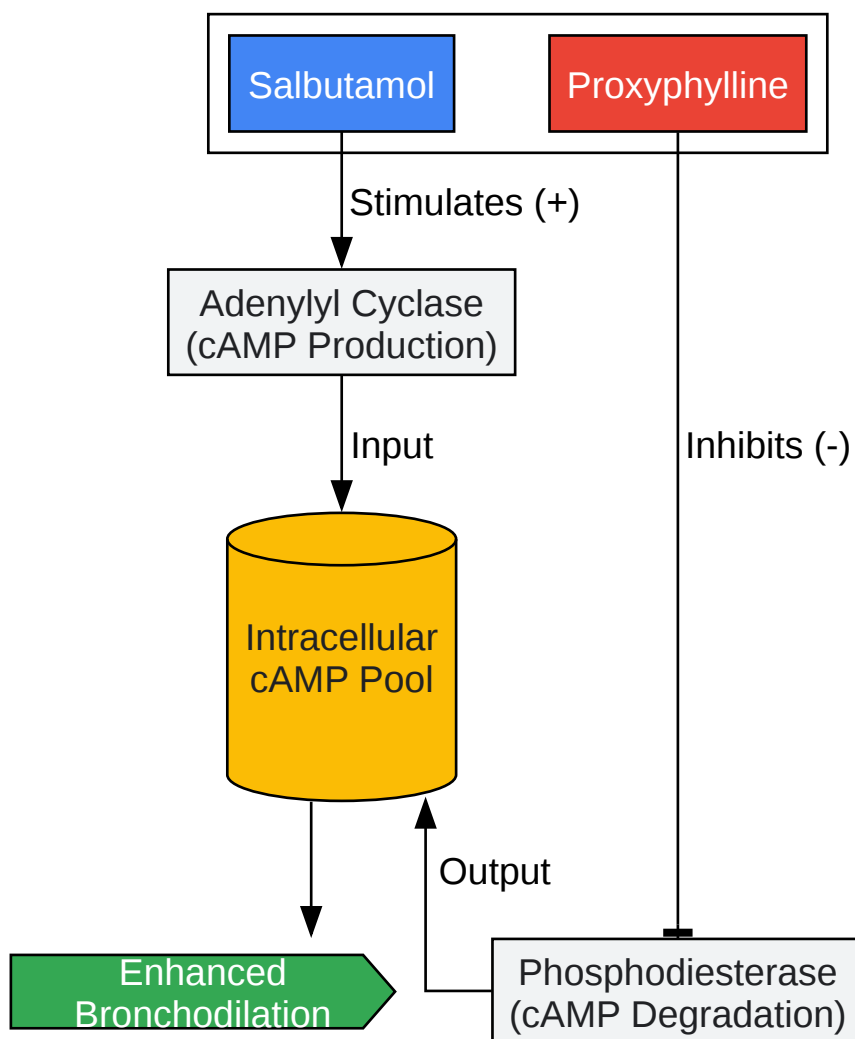 Salbutamol
Proxyphylline
Stimulates (+)
Adenylyl Cyclase
(cAMP Production)
Input
Inhibits (-)
Intracellular
cAMP Pool
Output
Enhanced
Bronchodilation
Phosphodiesterase
(cAMP Degradation)